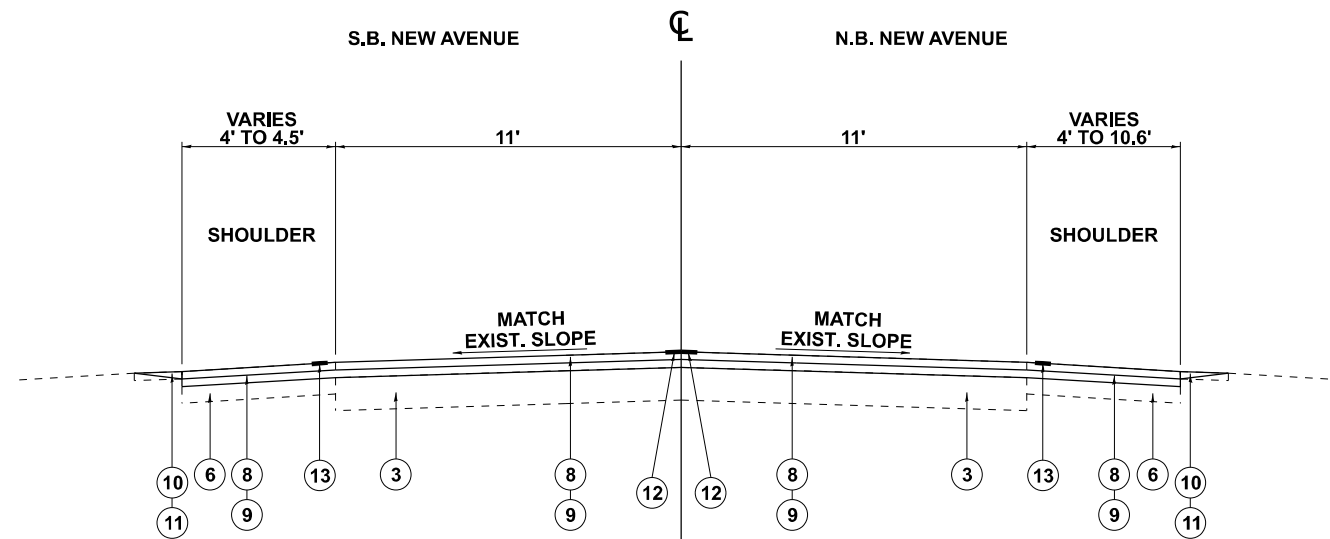 ℄
S.B. NEW AVENUE
N.B. NEW AVENUE
VARIES
4' TO 4.5'
11'
11'
VARIES
4' TO 10.6'
SHOULDER
SHOULDER
MATCH
EXIST. SLOPE
MATCH
EXIST. SLOPE
10
6
8
13
3
8
12
12
8
3
13
8
6
10
11
9
9
9
9
11